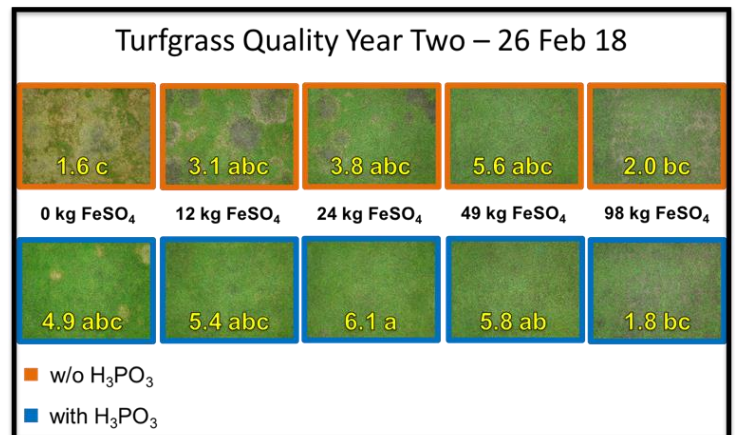 Turfgrass Quality Year Two – 26 Feb 18
1.6 c 3.1 abc 3.8 abc 5.6 abc 2.0 bc
0 kg FeSO₄ 12 kg FeSO₄ 24 kg FeSO₄ 49 kg FeSO₄ 98 kg FeSO₄
4.9 abc 5.4 abc 6.1 a 5.8 ab 1.8 bc
w/o H₃PO₃
with H₃PO₃